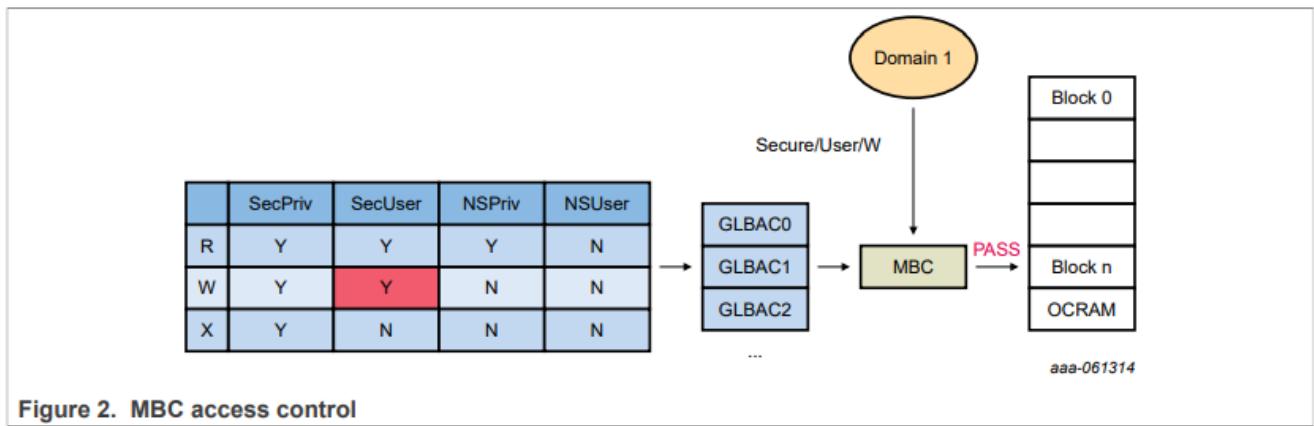 Domain 1
Block 0
Secure/User/W
SecPriv SecUser NSPriv NSUser
R Y Y Y N
W Y Y N N
X Y N N N
GLBAC0
GLBAC1
GLBAC2
...
MBC
PASS
Block n
OCRAM
aaa-061314
Figure 2. MBC access control